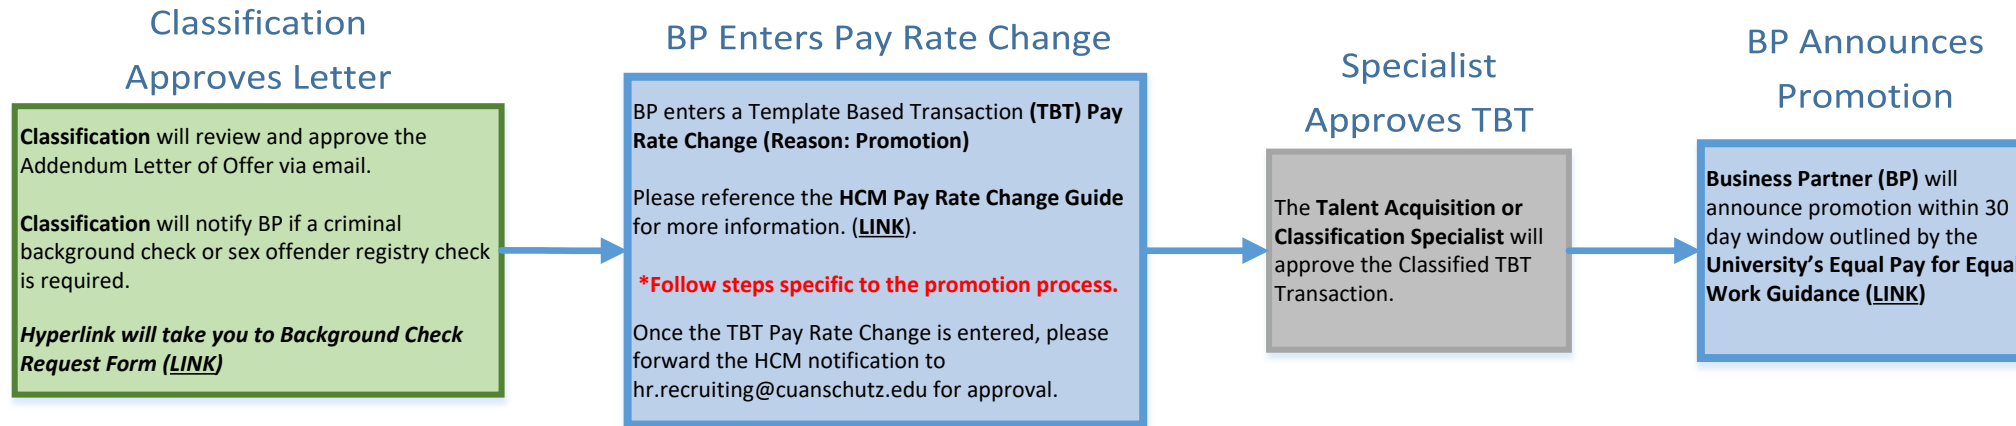 Classification
Approves Letter
Classification will review and approve the
Addendum Letter of Offer via email.
Classification will notify BP if a criminal
background check or sex offender registry check
is required.
Hyperlink will take you to Background Check
Request Form (LINK)
BP Enters Pay Rate Change
BP enters a Template Based Transaction (TBT) Pay
Rate Change (Reason: Promotion)
Please reference the HCM Pay Rate Change Guide
for more information. (LINK).
*Follow steps specific to the promotion process.
Once the TBT Pay Rate Change is entered, please
forward the HCM notification to
hr.recruiting@cuanschutz.edu for approval.
Specialist
Approves TBT
The Talent Acquisition or
Classification Specialist will
approve the Classified TBT
Transaction.
BP Announces
Promotion
Business Partner (BP) will
announce promotion within 30
day window outlined by the
University's Equal Pay for Equal
Work Guidance (LINK)